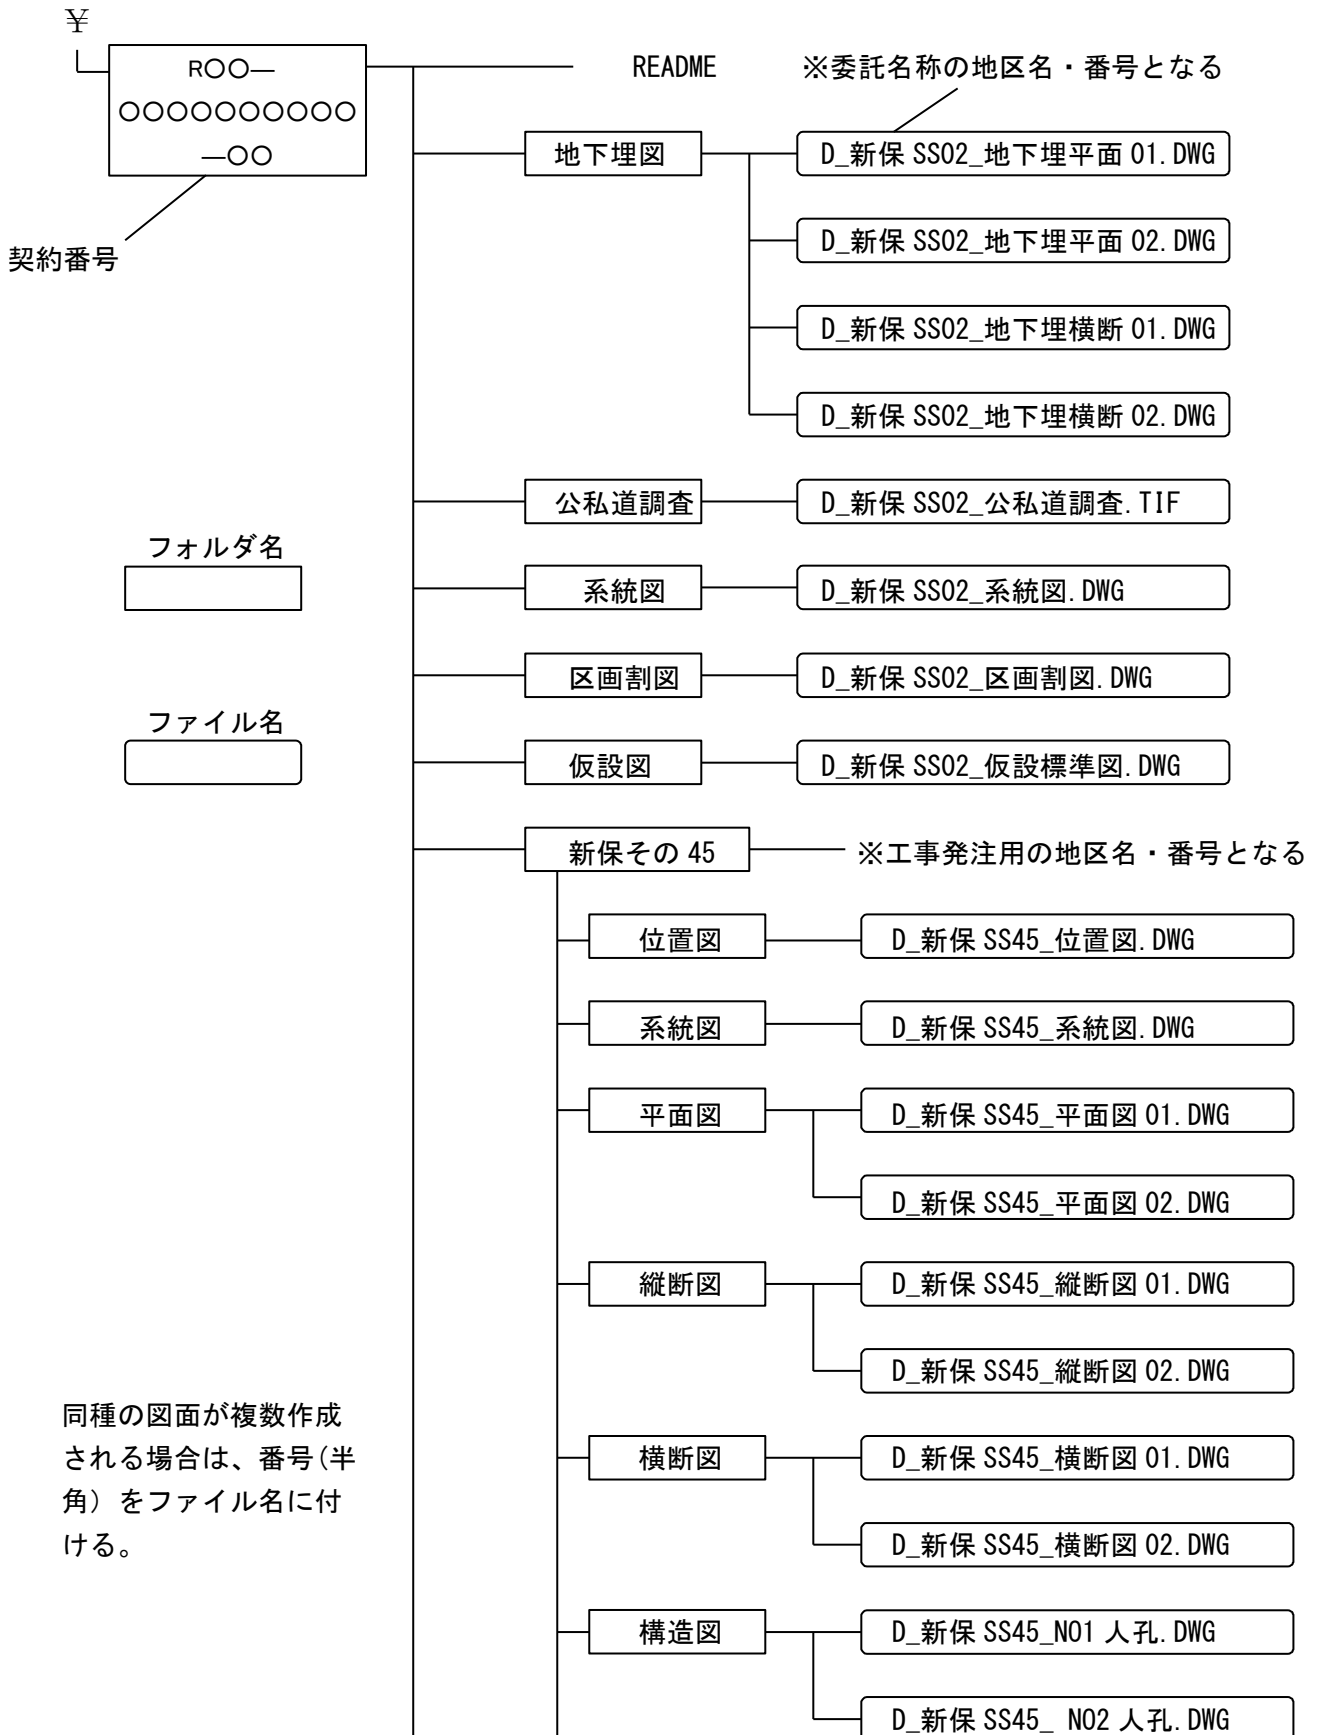 ¥
R〇〇―
〇〇〇〇〇〇〇〇〇〇
―〇〇
契約番号
README
※委託名称の地区名・番号となる
地下埋図
D_新保 SS02_地下埋平面 01.DWG
D_新保 SS02_地下埋平面 02.DWG
D_新保 SS02_地下埋横断 01.DWG
D_新保 SS02_地下埋横断 02.DWG
公私道調査
D_新保 SS02_公私道調査.TIF
フォルダ名
系統図
D_新保 SS02_系統図.DWG
区画割図
D_新保 SS02_区画割図.DWG
ファイル名
仮設図
D_新保 SS02_仮設標準図.DWG
新保その 45
※工事発注用の地区名・番号となる
位置図
D_新保 SS45_位置図.DWG
系統図
D_新保 SS45_系統図.DWG
平面図
D_新保 SS45_平面図 01.DWG
D_新保 SS45_平面図 02.DWG
縦断図
D_新保 SS45_縦断図 01.DWG
D_新保 SS45_縦断図 02.DWG
同種の図面が複数作成
される場合は、番号(半
角）をファイル名に付
ける。
横断図
D_新保 SS45_横断図 01.DWG
D_新保 SS45_横断図 02.DWG
構造図
D_新保 SS45_NO1 人孔.DWG
D_新保 SS45_ NO2 人孔.DWG